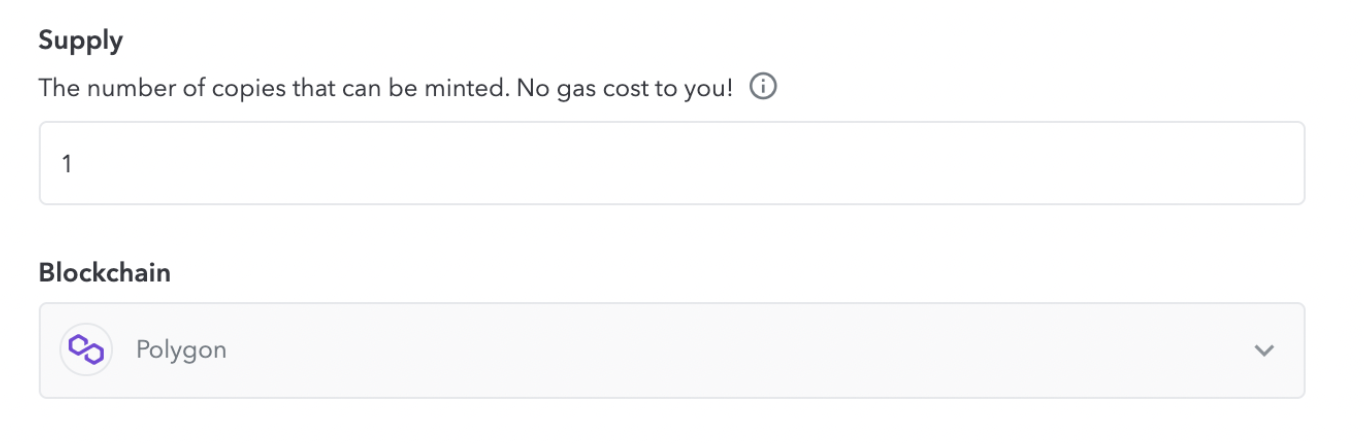 Supply
The number of copies that can be minted. No gas cost to you!
1
Blockchain
Polygon